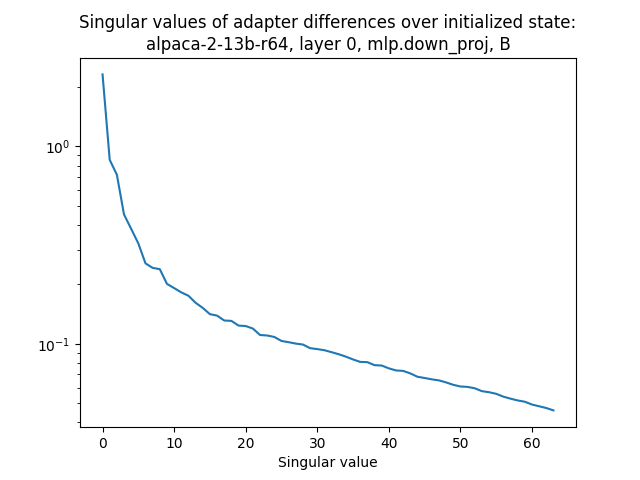 Singular values of adapter differences over initialized state:
alpaca-2-13b-r64, layer 0, mlp.down_proj, B
10⁰
10⁻¹
0 10 20 30 40 50 60
Singular value